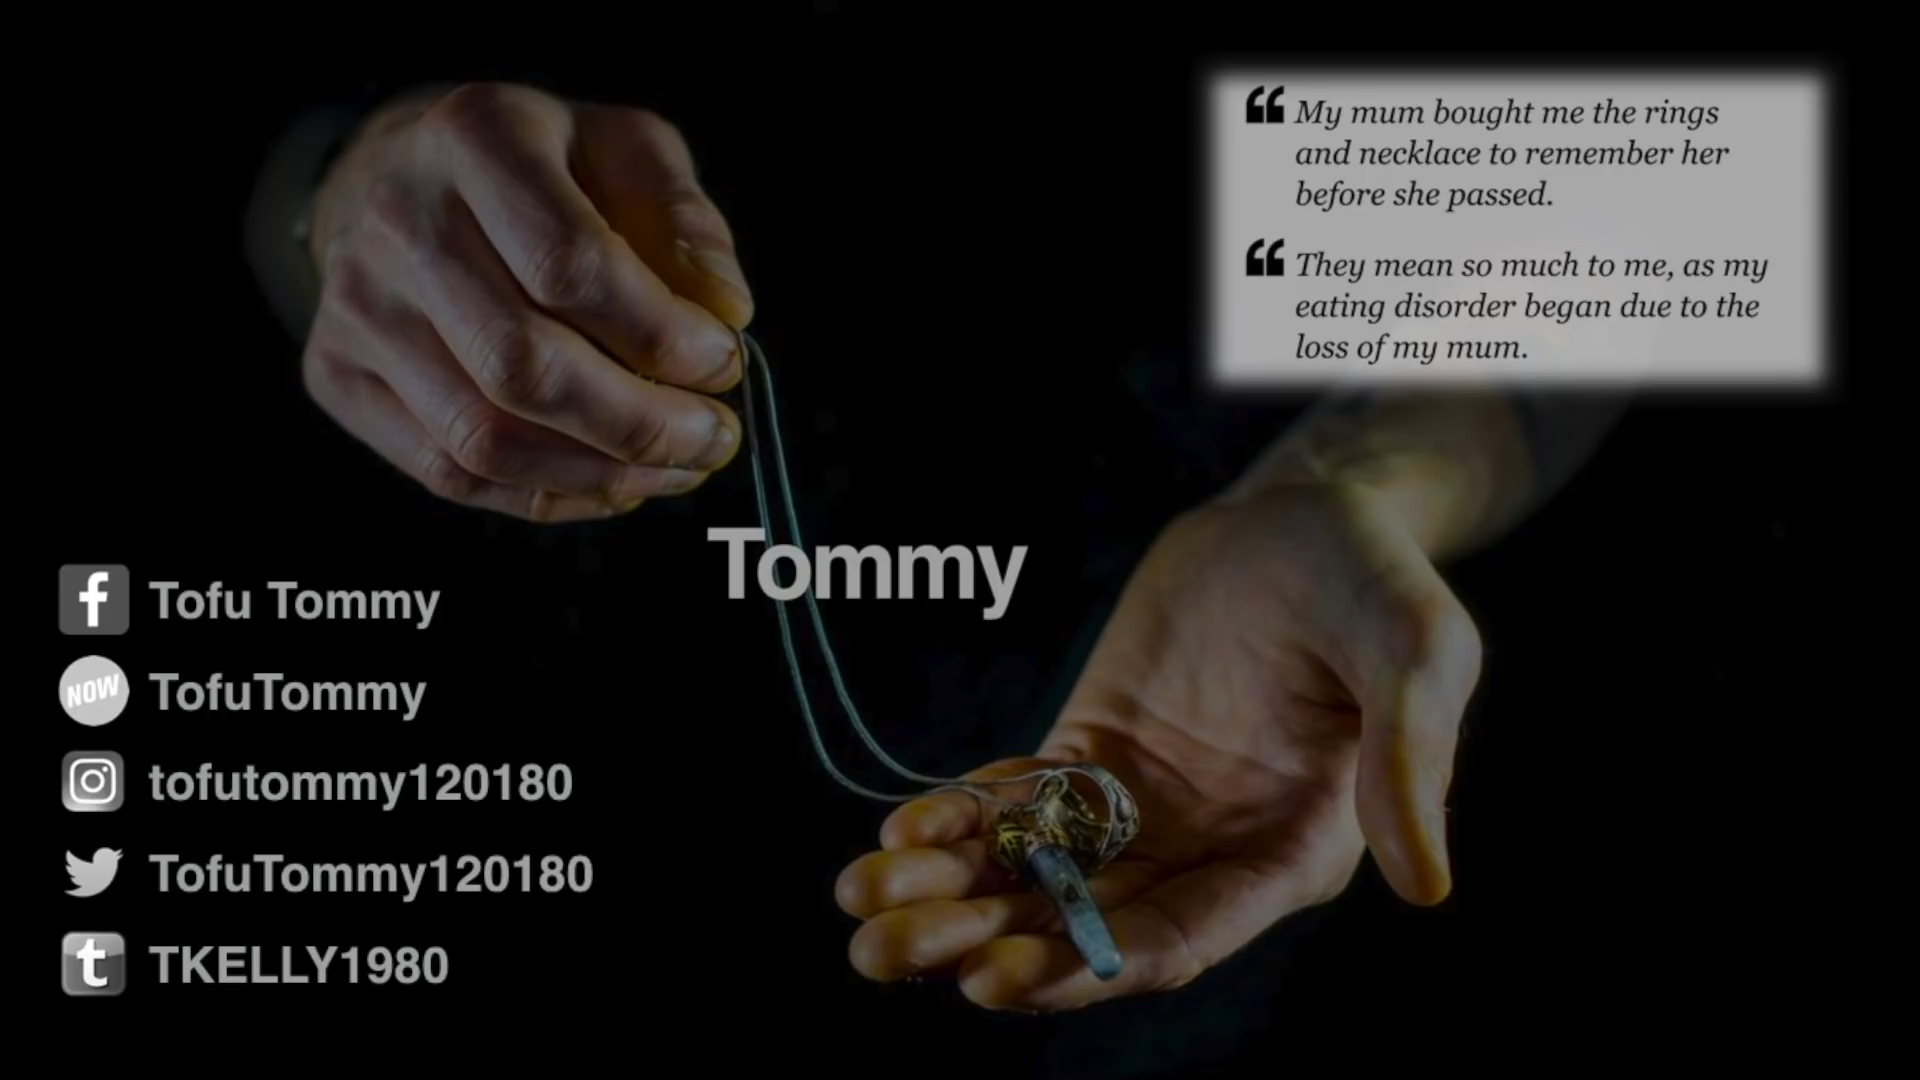 “ My mum bought me the rings
and necklace to remember her
before she passed.
“ They mean so much to me, as my
eating disorder began due to the
loss of my mum.
Tommy
f Tofu Tommy
NOW TofuTommy
tofutommy120180
TofuTommy120180
t TKELLY1980